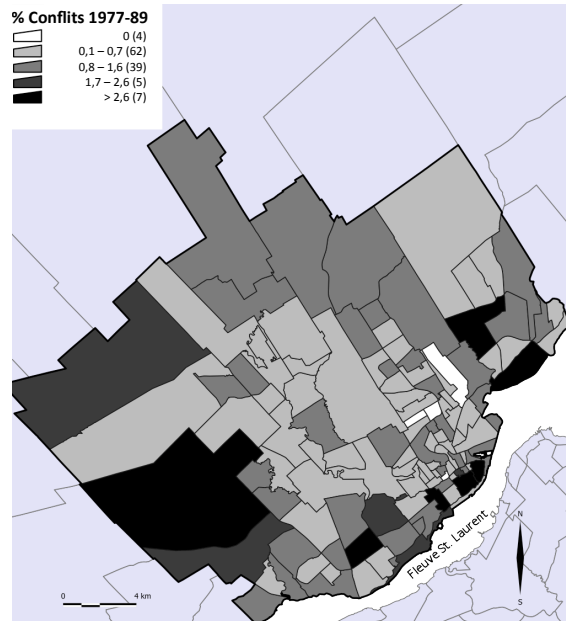 % Conflits 1977-89
0 (4)
0,1 – 0,7 (62)
0,8 – 1,6 (39)
1,7 – 2,6 (5)
> 2,6 (7)
N
Fleuve St. Laurent
S
0 4 km